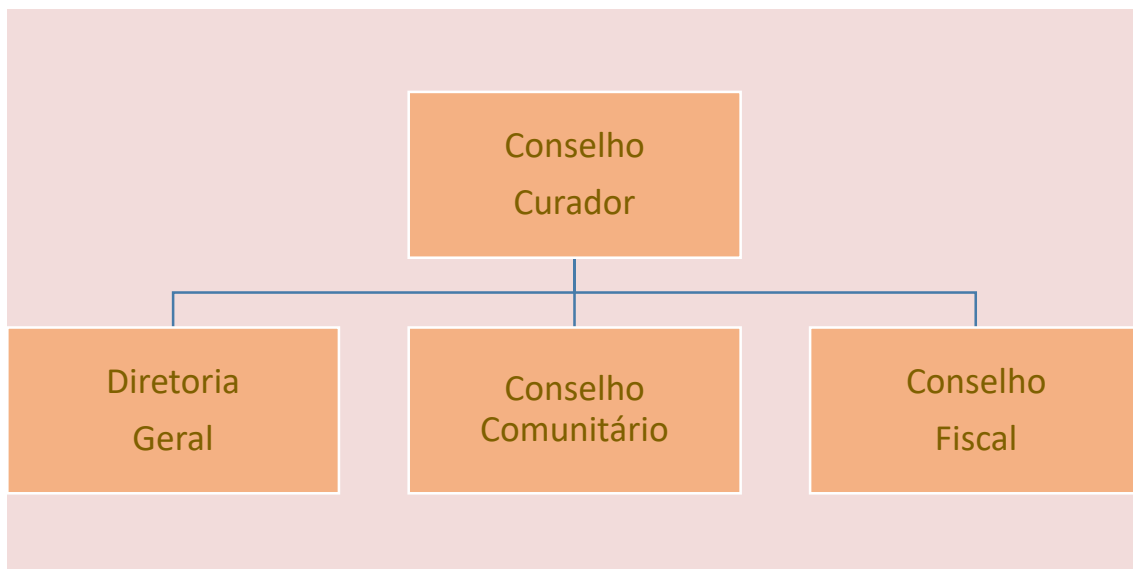 Conselho
Curador
Diretoria
Geral
Conselho
Comunitário
Conselho
Fiscal